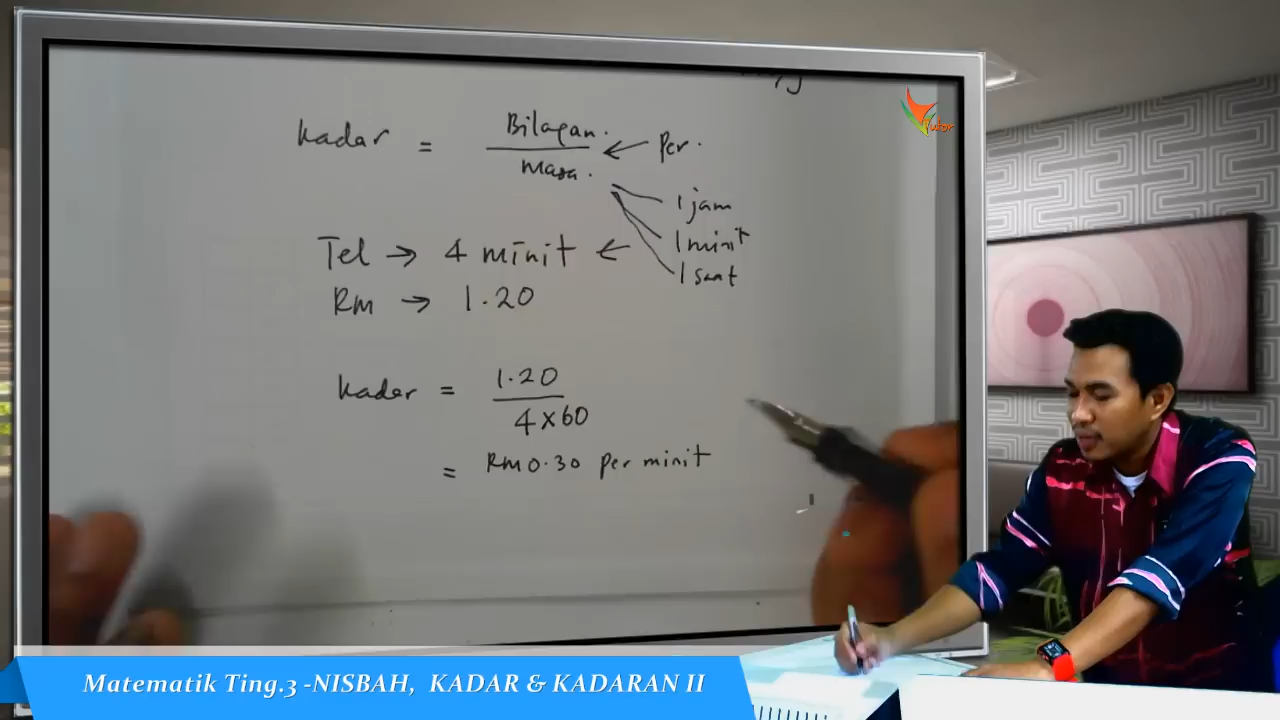 Kadar = Bilagan.
masa. ← Per.
1 jam
Tel → 4 minit ← 1 minit
1 saat
Rm → 1.20
Kadar = 1.20
4 x 60
= RM0.30 per minit
Tutor
Matematik Ting.3 -NISBAH, KADAR & KADARAN II